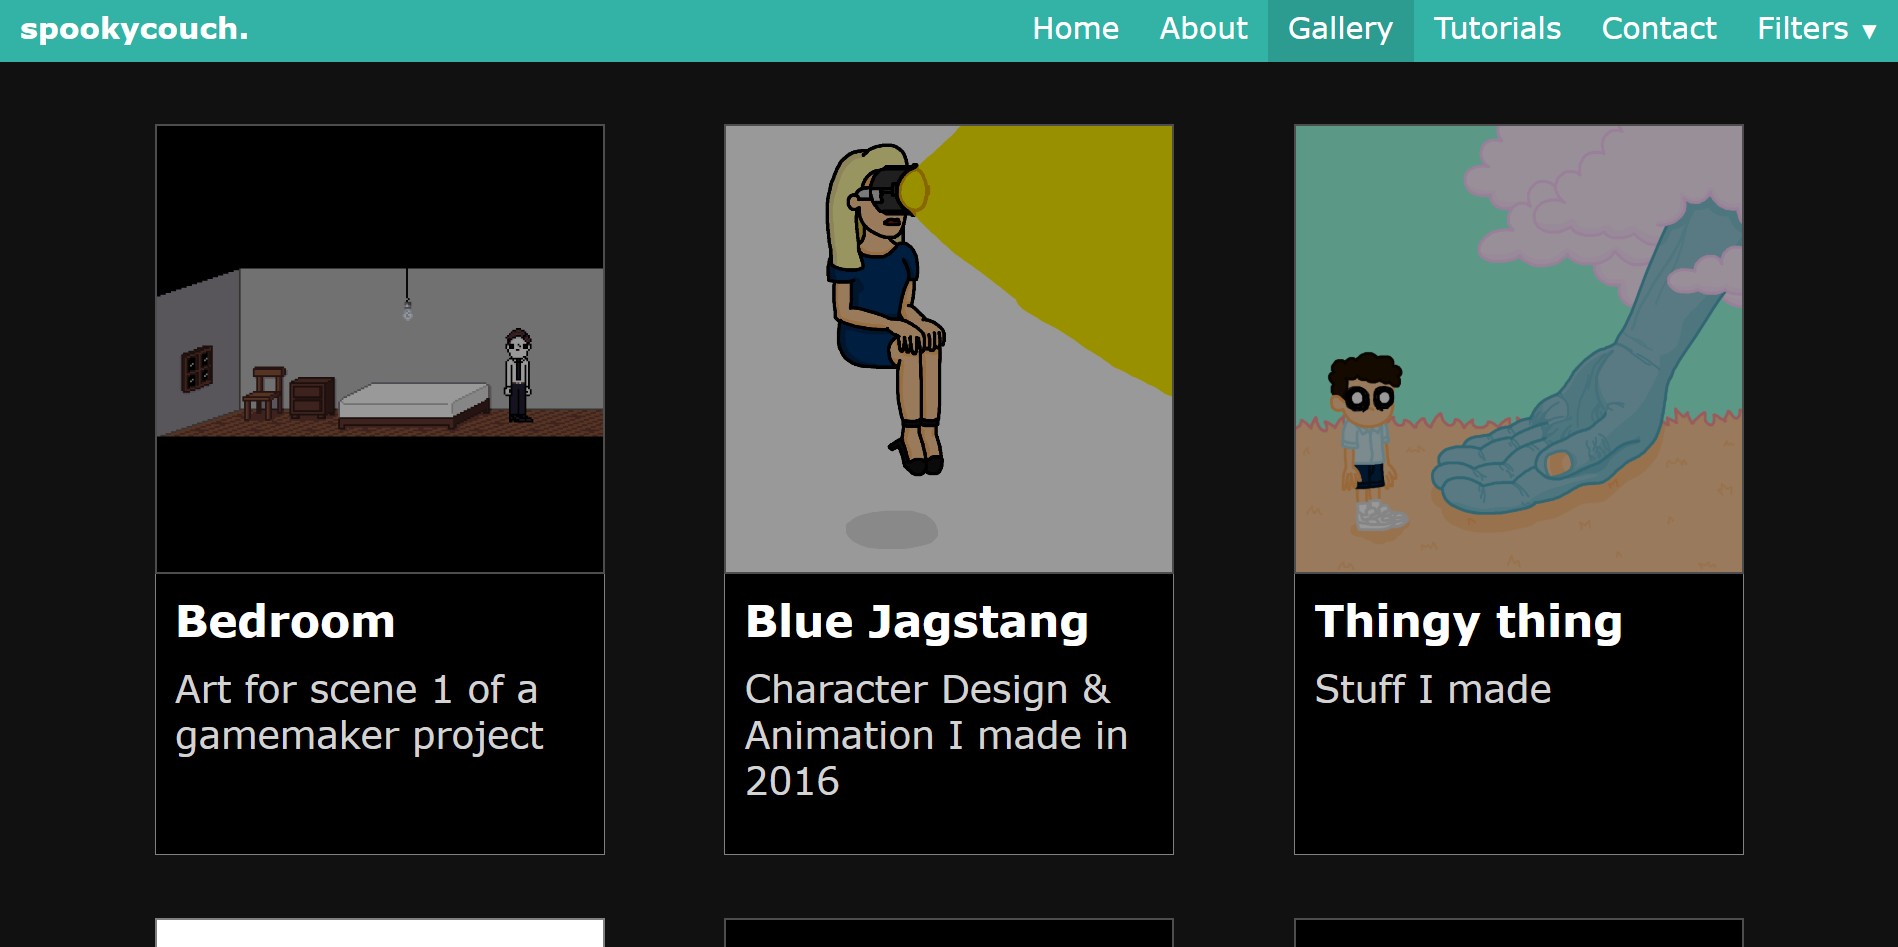 spookycouch.
Home About Gallery Tutorials Contact Filters ▼
Bedroom
Art for scene 1 of a
gamemaker project
Blue Jagstang
Character Design &
Animation I made in
2016
Thingy thing
Stuff I made